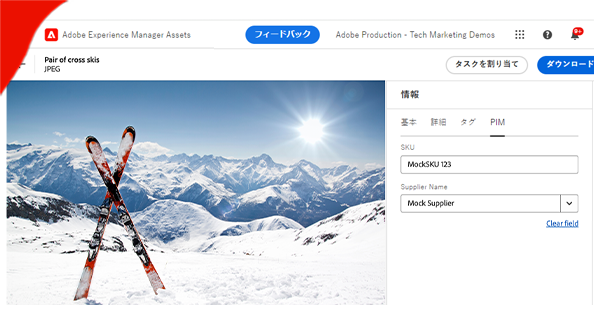 Adobe Experience Manager Assets
フィードバック
Adobe Production - Tech Marketing Demos
9+
Pair of cross skis
JPEG
タスクを割り当て
ダウンロード
情報
基本
詳細
タグ
PIM
SKU
MockSKU 123
Supplier Name
Mock Supplier
Clear field